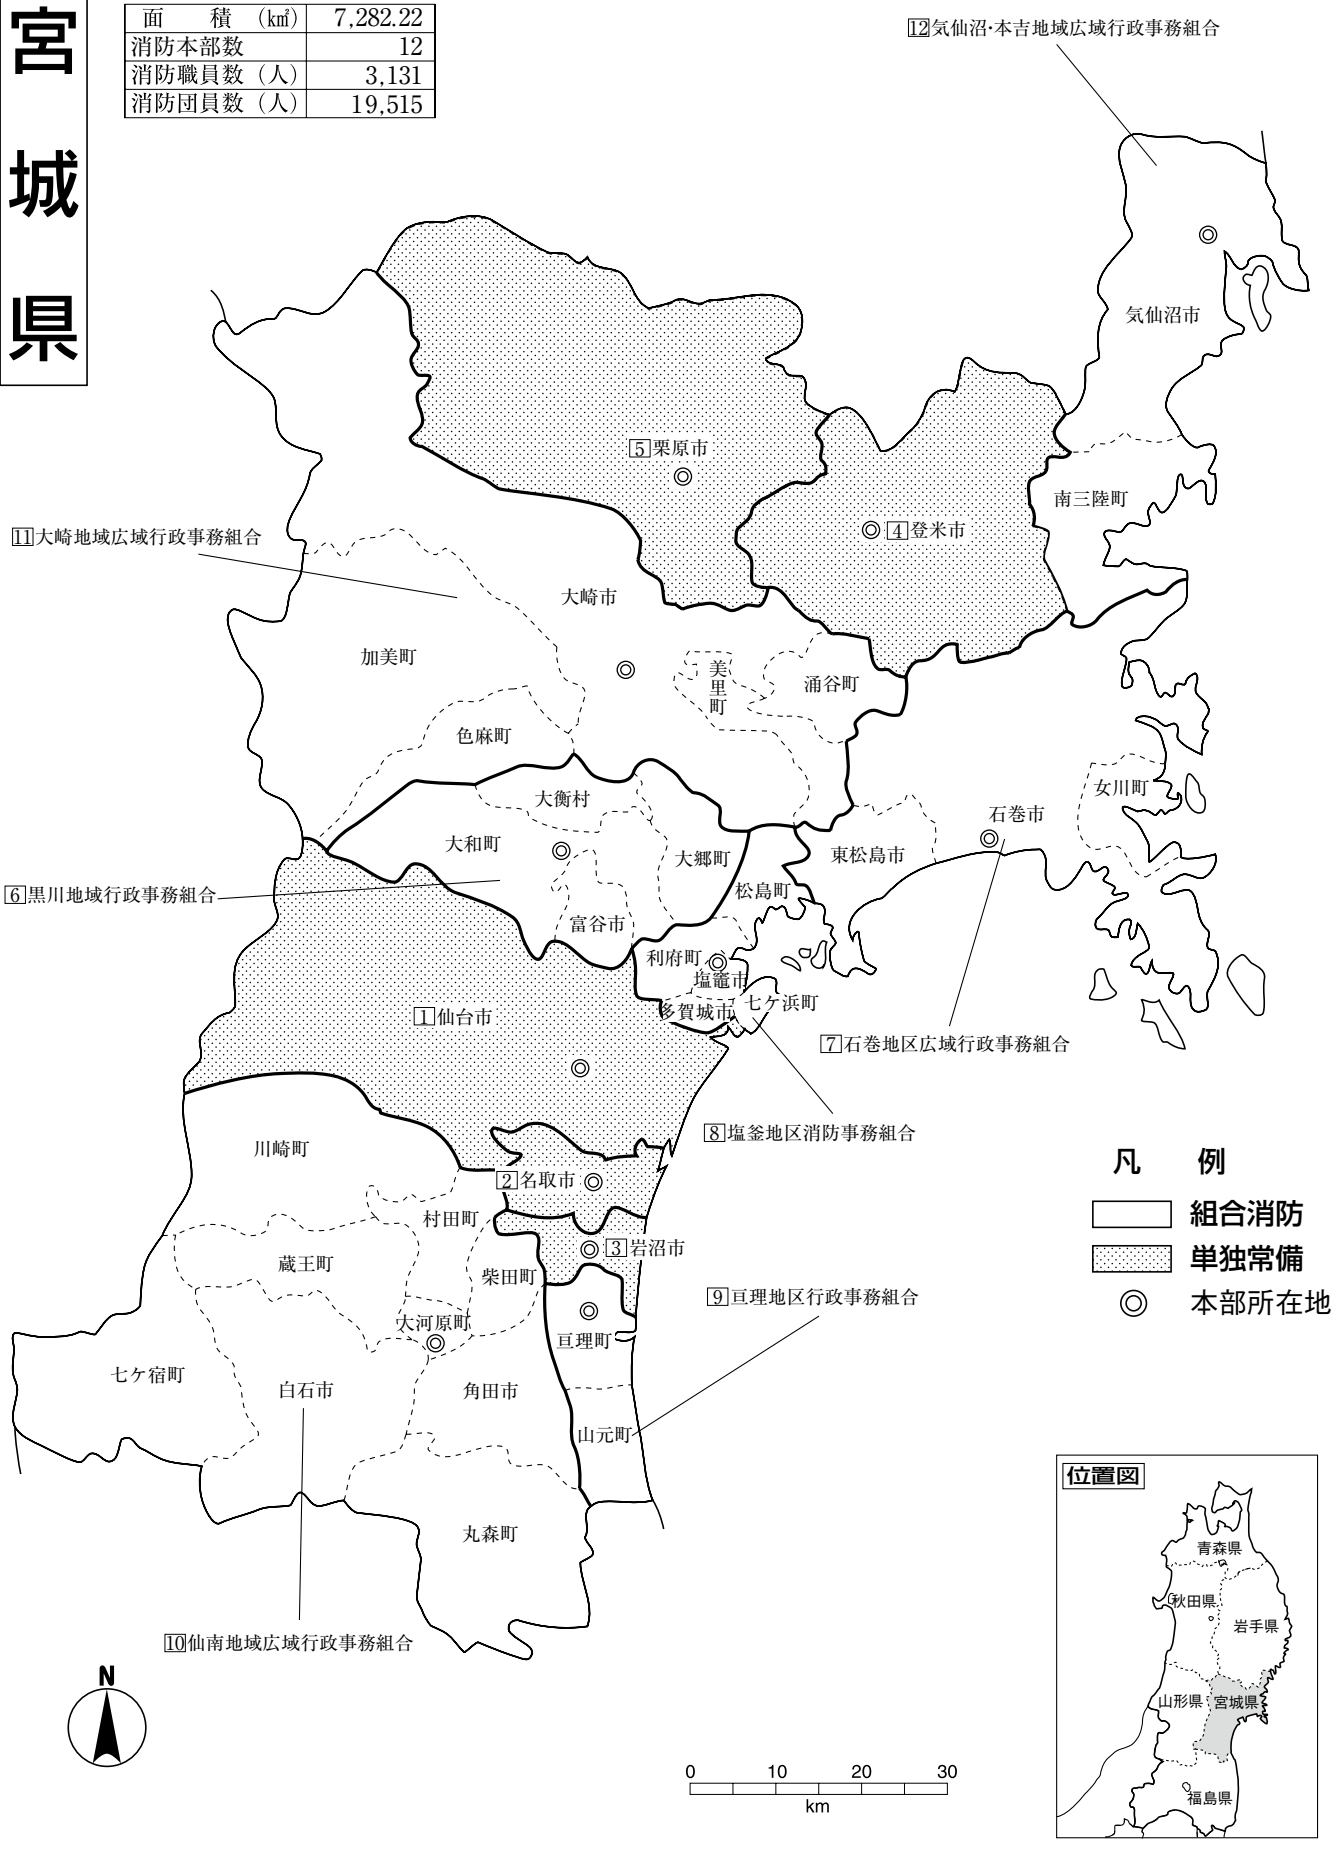 宮城県
面　積（㎢） 7,282.22
消防本部数 12
消防職員数（人） 3,131
消防団員数（人） 19,515
12気仙沼・本吉地域広域行政事務組合
気仙沼市
5栗原市
南三陸町
4登米市
11大崎地域広域行政事務組合
大崎市
加美町
美里町
涌谷町
色麻町
女川町
大衡村
石巻市
大和町
大郷町
東松島市
6黒川地域行政事務組合
松島町
富谷市
利府町
塩竈市
多賀城市
七ケ浜町
1仙台市
7石巻地区広域行政事務組合
8塩釜地区消防事務組合
川崎町
2名取市
村田町
3岩沼市
蔵王町
柴田町
9亘理地区行政事務組合
大河原町
亘理町
七ケ宿町
白石市
角田市
山元町
丸森町
10仙南地域広域行政事務組合
凡　例
組合消防
単独常備
本部所在地
位置図
青森県
秋田県
岩手県
山形県
宮城県
福島県
N
0 10 20 30
km